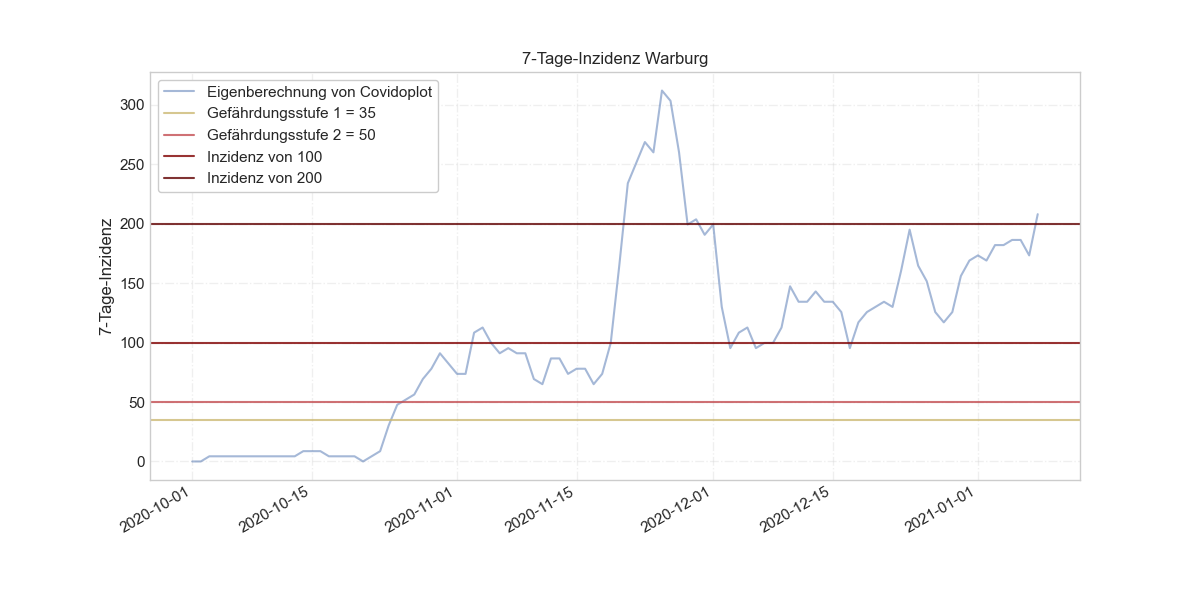 7-Tage-Inzidenz Warburg
Eigenberechnung von Covidoplot
Gefährdungsstufe 1 = 35
Gefährdungsstufe 2 = 50
Inzidenz von 100
Inzidenz von 200
7-Tage-Inzidenz
300
250
200
150
100
50
0
2020-10-01
2020-10-15
2020-11-01
2020-11-15
2020-12-01
2020-12-15
2021-01-01